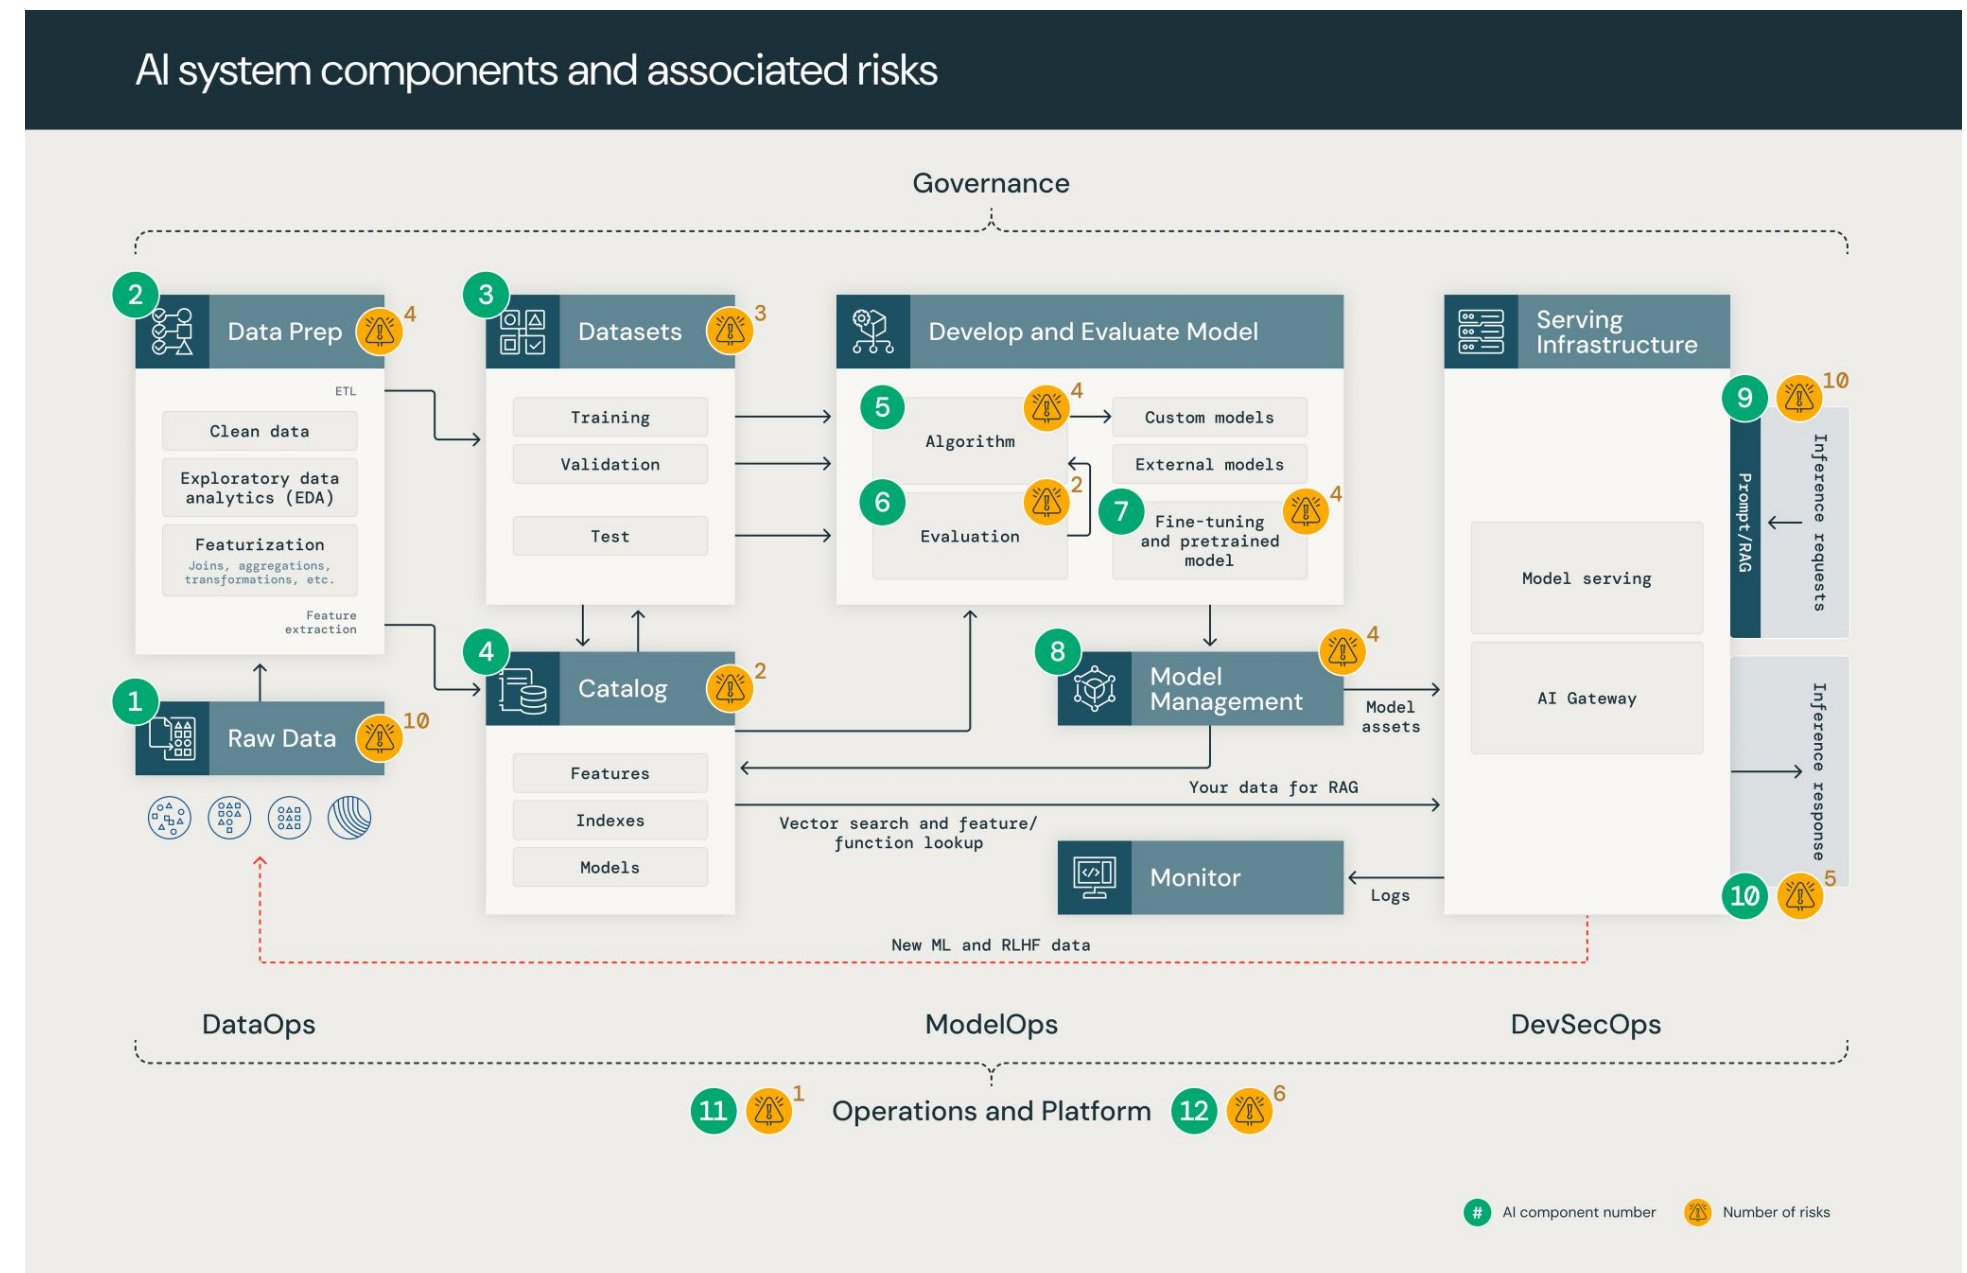 AI system components and associated risks
Governance
2
Data Prep
4
ETL
Clean data
Exploratory data
analytics (EDA)
Featurization
Joins, aggregations,
transformations, etc.
Feature
extraction
1
Raw Data
10
3
Datasets
3
Training
Validation
Test
4
Catalog
2
Features
Indexes
Models
Develop and Evaluate Model
5
Algorithm
4
6
Evaluation
2
Custom models
External models
7
Fine-tuning
and pretrained
model
4
8
Model
Management
4
Model
assets
Your data for RAG
Vector search and feature/
function lookup
Monitor
Logs
Serving
Infrastructure
Model serving
AI Gateway
9
10
Prompt/RAG
Inference requests
Inference response
10
5
New ML and RLHF data
DataOps
ModelOps
DevSecOps
11
1
Operations and Platform
12
6
# AI component number
Number of risks